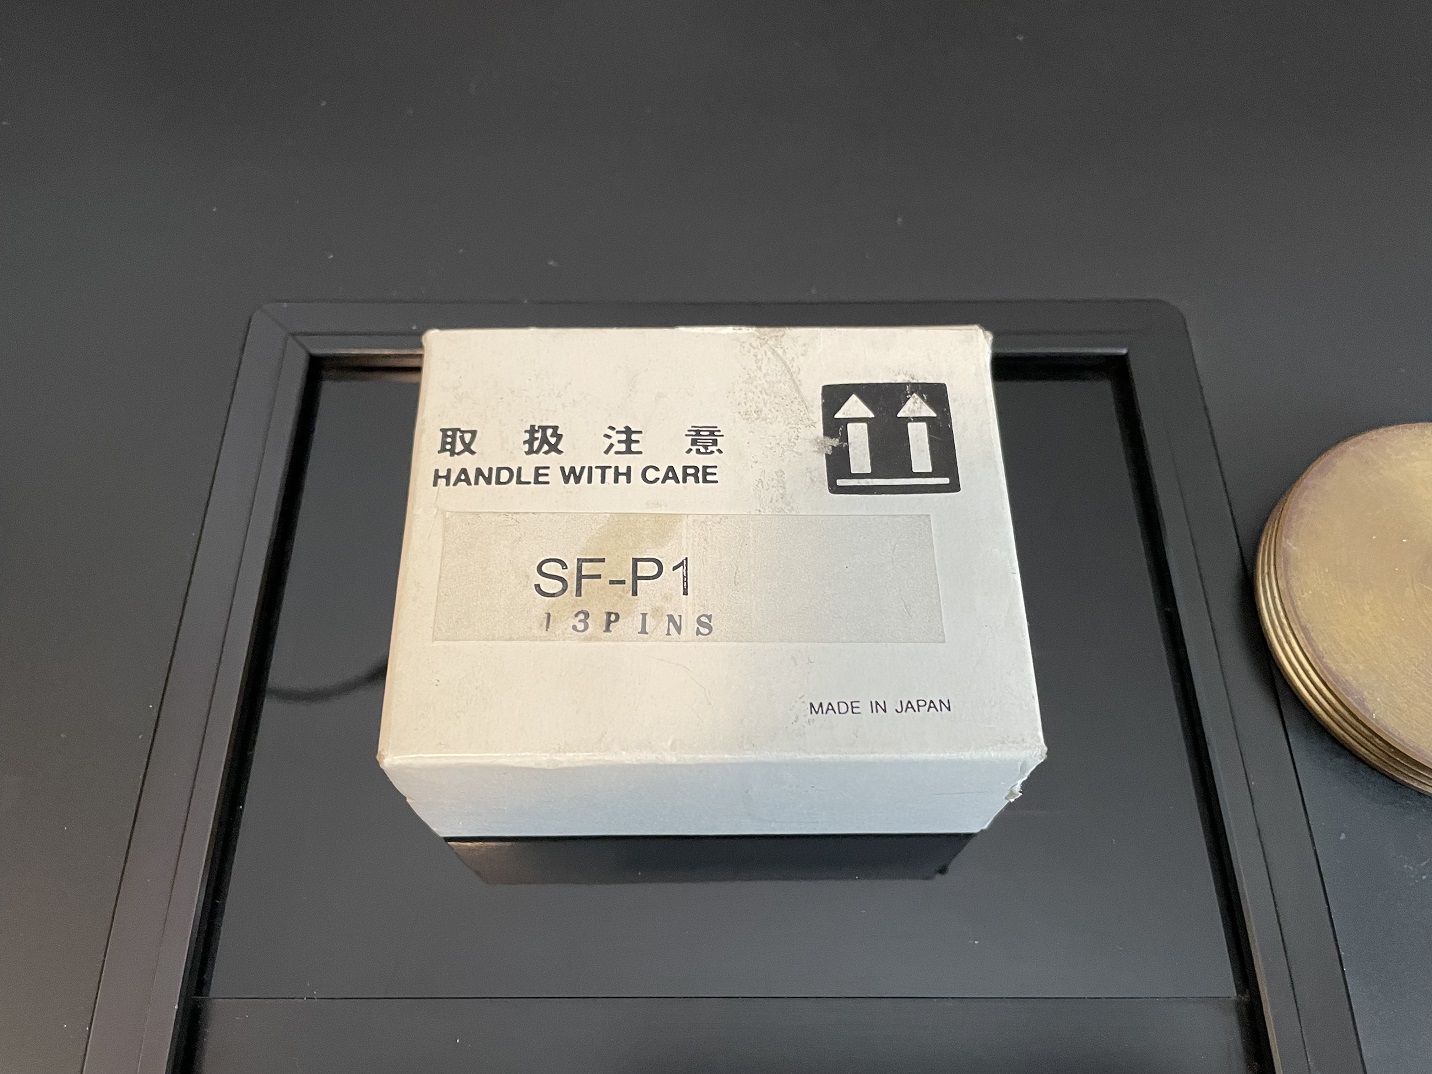 取扱注意
HANDLE WITH CARE
SF-P1
13PINS
MADE IN JAPAN